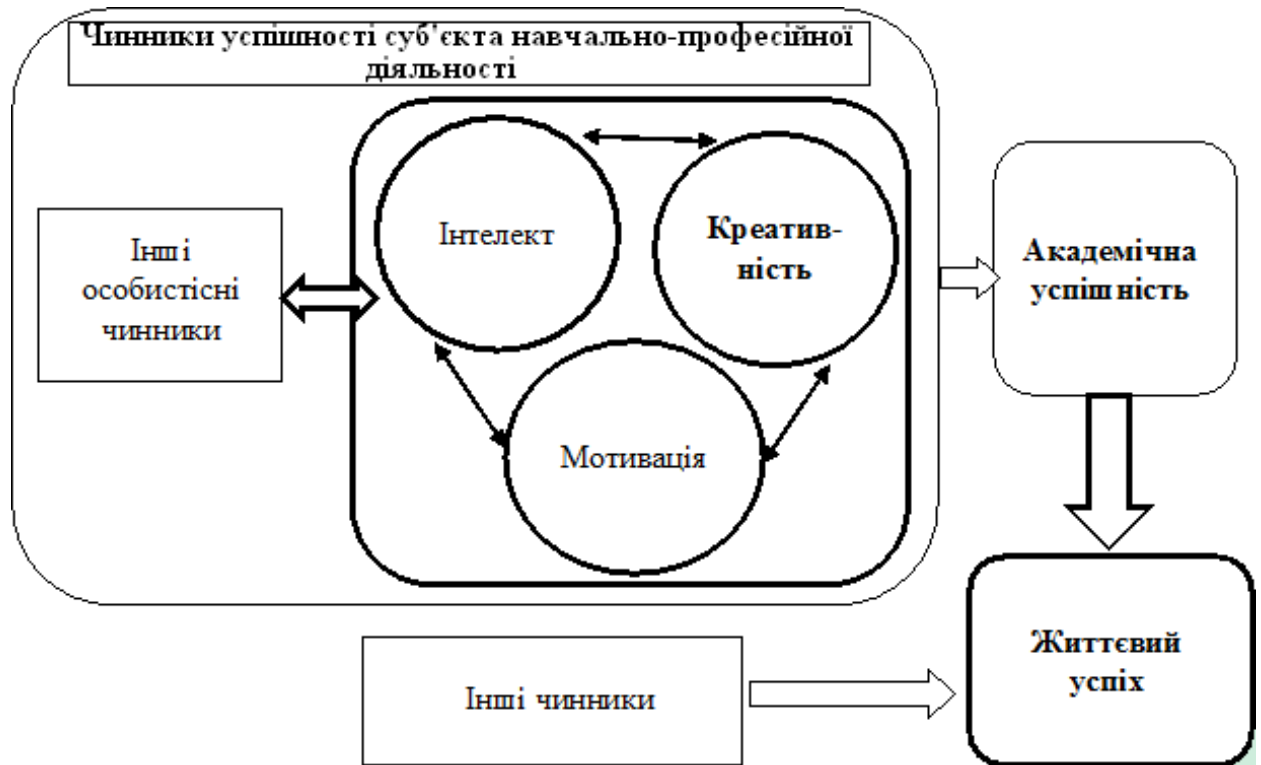 Чинники успішності суб'єкта навчально-професійної
діяльності
Інтелект
Креатив-
ність
Інші
особистісні
чинники
Мотивація
Академічна
успішність
Інші чинники
Життєвий
успіх